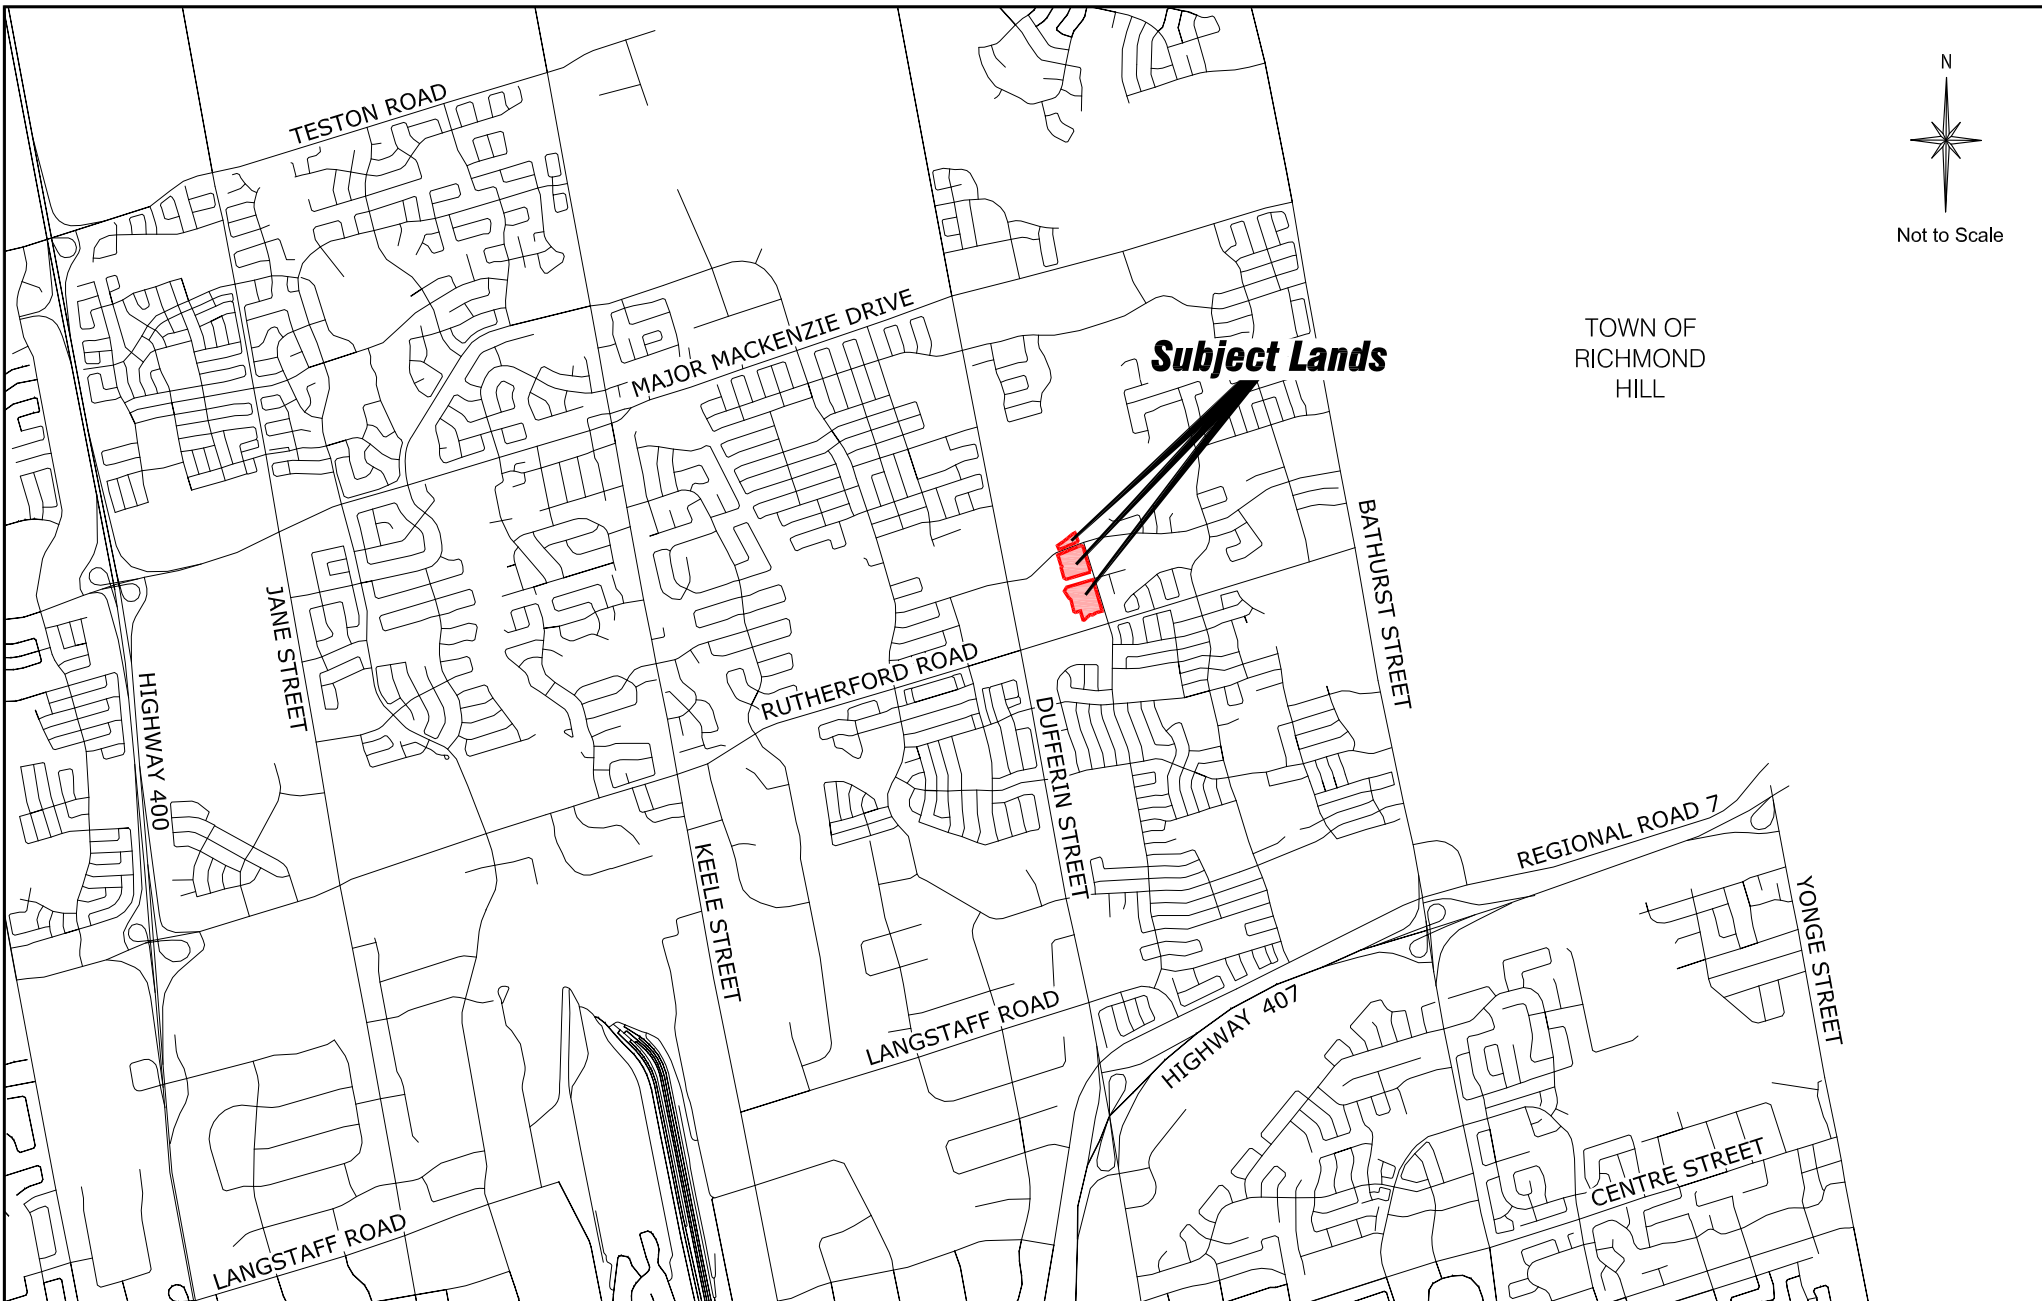 N
Not to Scale
TESTON ROAD
MAJOR MACKENZIE DRIVE
TOWN OF
RICHMOND
HILL
Subject Lands
BATHURST STREET
JANE STREET
HIGHWAY 400
RUTHERFORD ROAD
DUFFERIN STREET
KEELE STREET
REGIONAL ROAD 7
YONGE STREET
LANGSTAFF ROAD
HIGHWAY 407
CENTRE STREET
LANGSTAFF ROAD